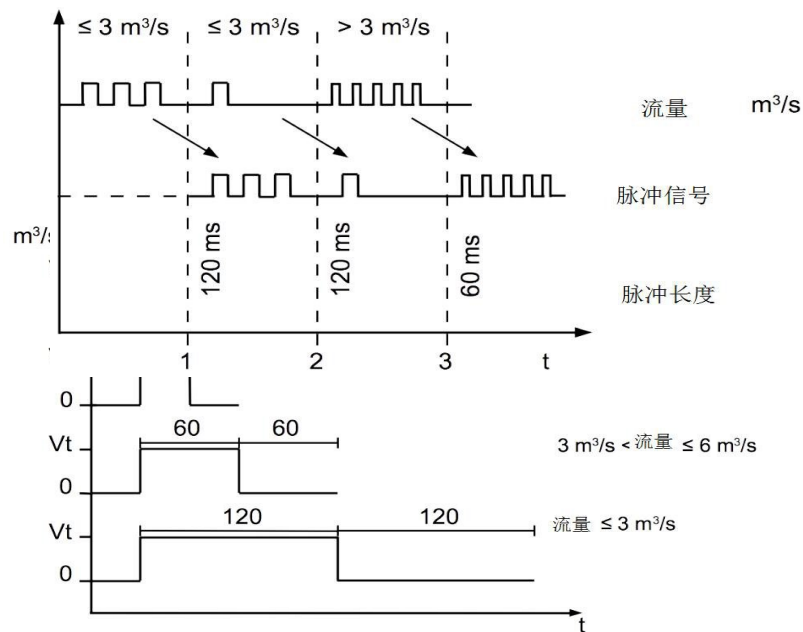 ≤ 3 m³/s ≤ 3 m³/s > 3 m³/s
流量 m³/s
脉冲信号
m³/s
120 ms 120 ms 60 ms
脉冲长度
1 2 3 t
0
60 60
Vt
3 m³/s < 流量 ≤ 6 m³/s
0
120 120
Vt
流量 ≤ 3 m³/s
0
t